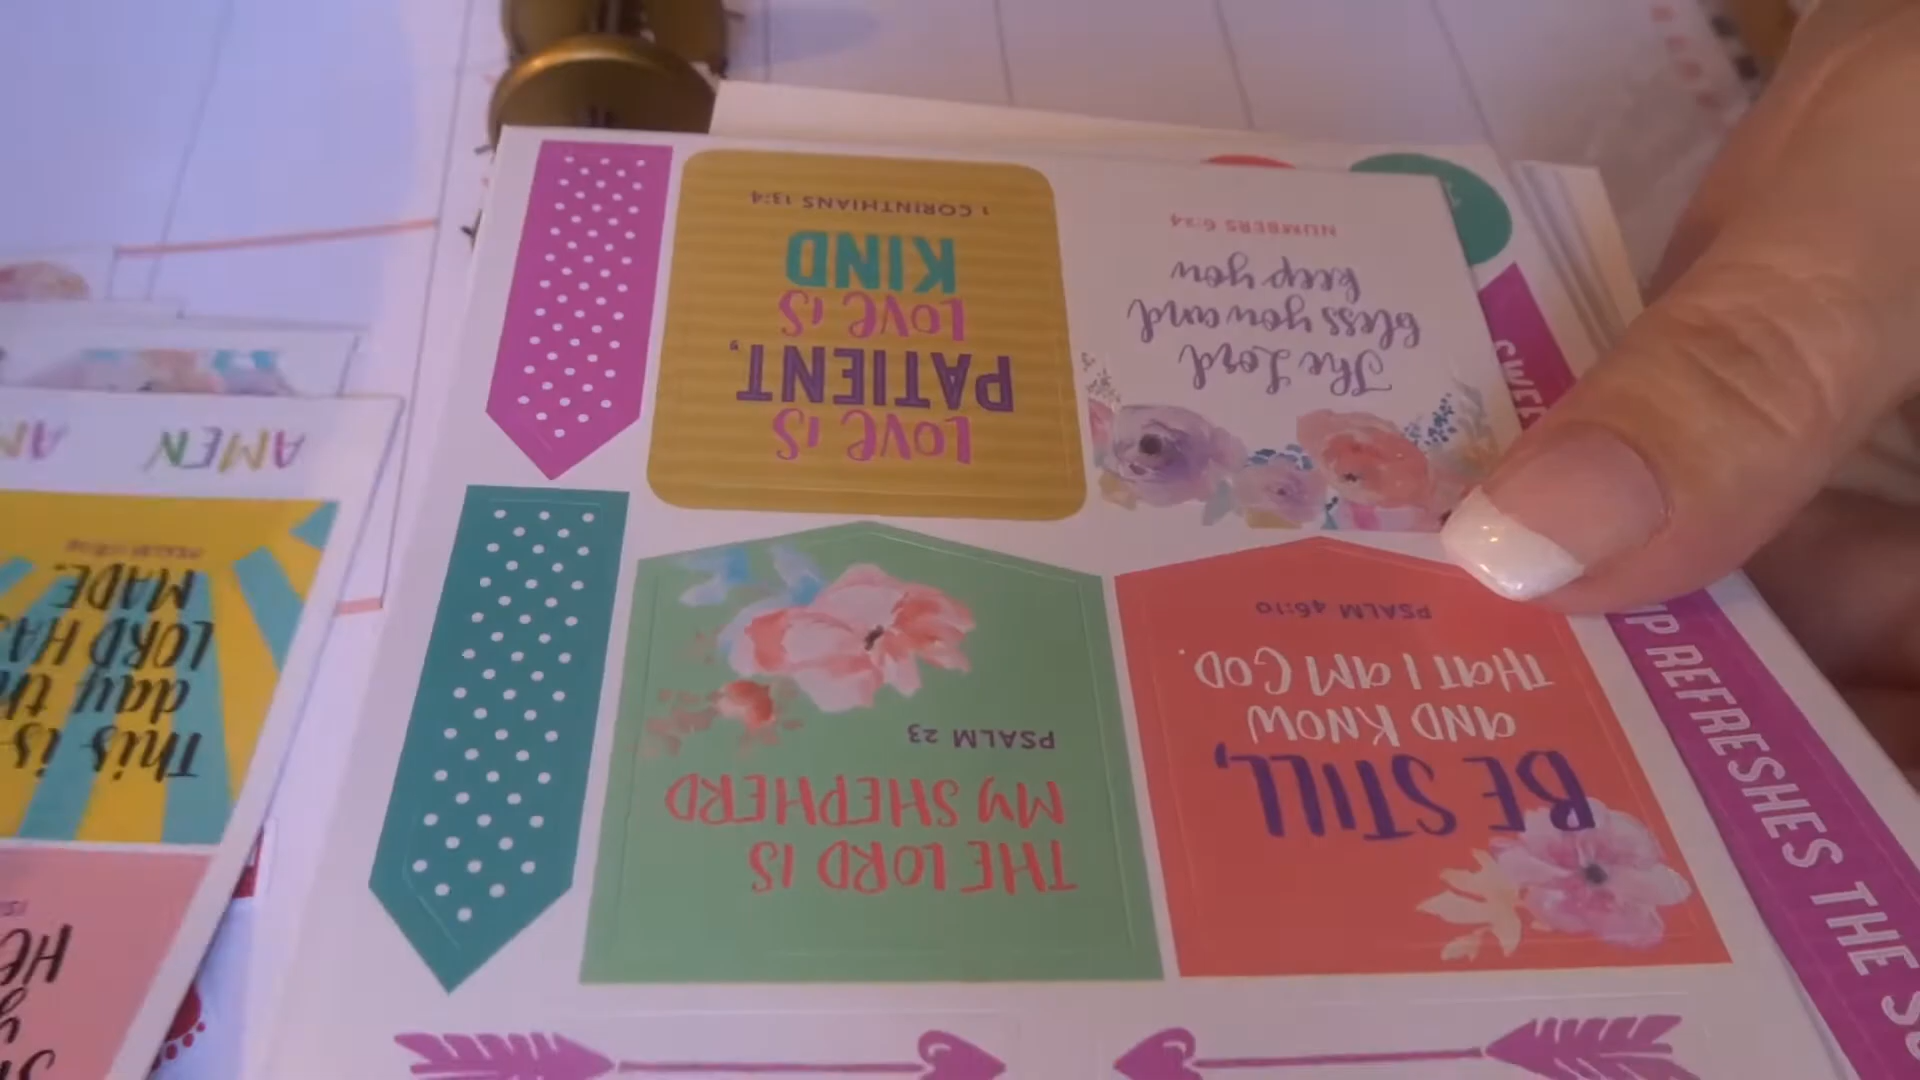 LOVE IS
PATIENT,
LOVE IS
KIND
1 CORINTHIANS 13:4
The Lord
bless you and
keep you
NUMBERS 6:24
THE LORD IS
MY SHEPHERD
PSALM 23
BE STILL,
AND KNOW
THAT I AM GOD.
PSALM 46:10
REFRESHES THE
AMEN
This is
day
LORD
MADE.